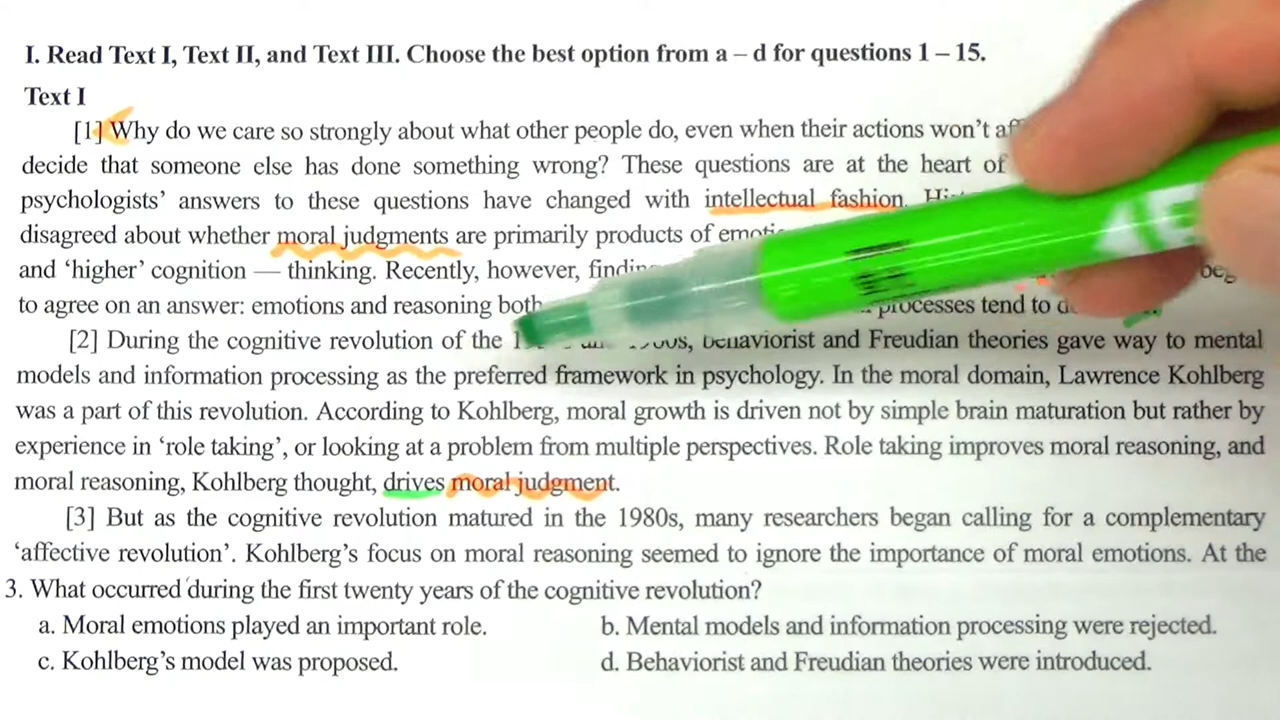 I. Read Text I, Text II, and Text III. Choose the best option from a – d for questions 1 – 15.
Text I
[1] Why do we care so strongly about what other people do, even when their actions won't
decide that someone else has done something wrong? These questions are at the heart of
psychologists' answers to these questions have changed with intellectual fashion.
disagreed about whether moral judgments are primarily products of
and 'higher' cognition — thinking. Recently, however,
to agree on an answer: emotions and reasoning both processes tend to
[2] During the cognitive revolution of the behaviorist and Freudian theories gave way to mental
models and information processing as the preferred framework in psychology. In the moral domain, Lawrence Kohlberg
was a part of this revolution. According to Kohlberg, moral growth is driven not by simple brain maturation but rather by
experience in 'role taking', or looking at a problem from multiple perspectives. Role taking improves moral reasoning, and
moral reasoning, Kohlberg thought, drives moral judgment.
[3] But as the cognitive revolution matured in the 1980s, many researchers began calling for a complementary
'affective revolution'. Kohlberg's focus on moral reasoning seemed to ignore the importance of moral emotions. At the
3. What occurred during the first twenty years of the cognitive revolution?
a. Moral emotions played an important role. b. Mental models and information processing were rejected.
c. Kohlberg's model was proposed. d. Behaviorist and Freudian theories were introduced.